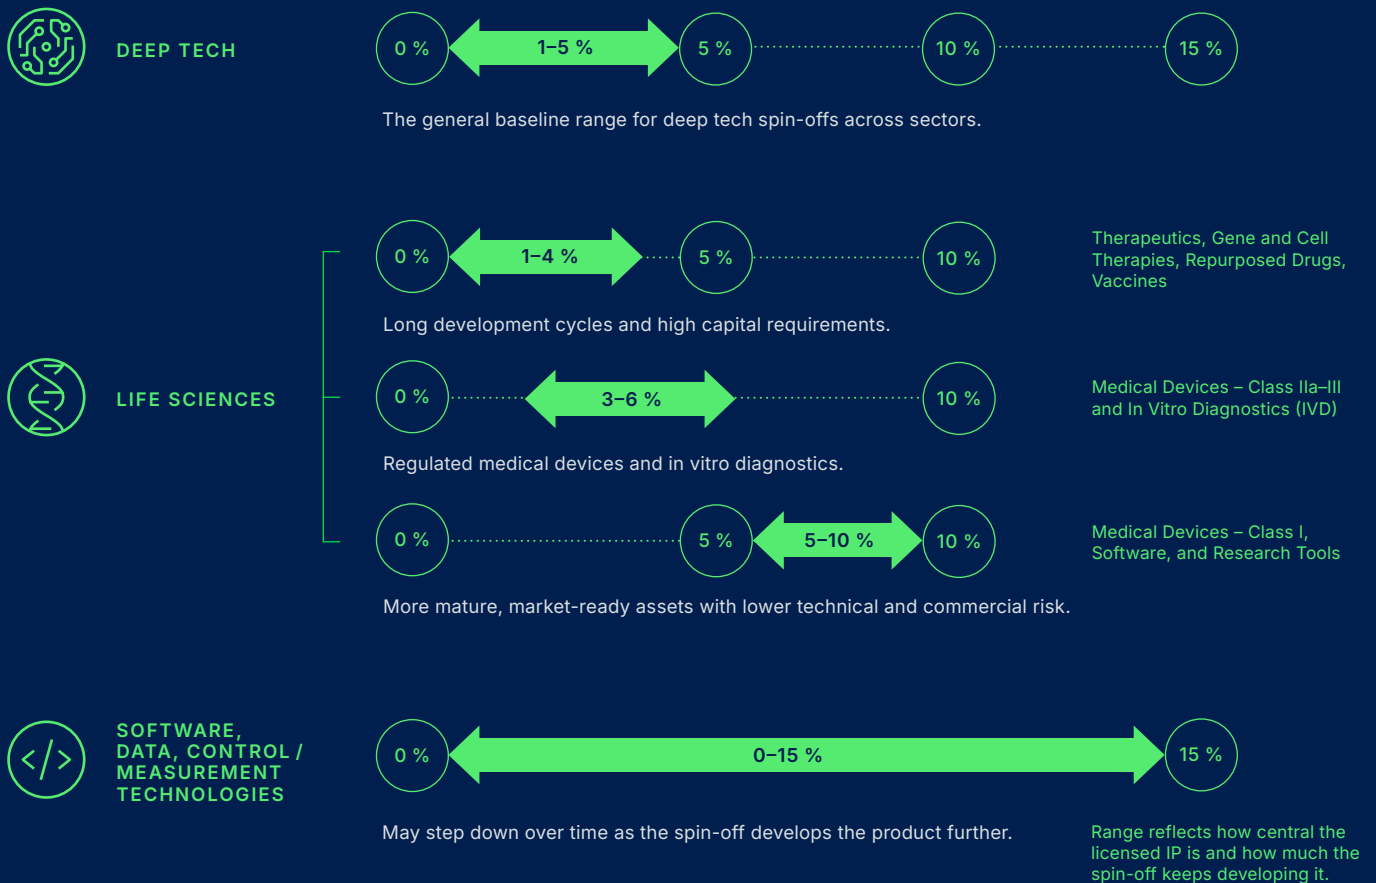 DEEP TECH
0 %
1–5 %
5 %
10 %
15 %
The general baseline range for deep tech spin-offs across sectors.
LIFE SCIENCES
0 %
1–4 %
5 %
10 %
Therapeutics, Gene and Cell
Therapies, Repurposed Drugs,
Vaccines
Long development cycles and high capital requirements.
0 %
3–6 %
10 %
Medical Devices – Class IIa–III
and In Vitro Diagnostics (IVD)
Regulated medical devices and in vitro diagnostics.
0 %
5 %
5–10 %
10 %
Medical Devices – Class I,
Software, and Research Tools
More mature, market-ready assets with lower technical and commercial risk.
SOFTWARE,
DATA, CONTROL /
MEASUREMENT
TECHNOLOGIES
0 %
0–15 %
15 %
May step down over time as the spin-off develops the product further.
Range reflects how central the
licensed IP is and how much the
spin-off keeps developing it.